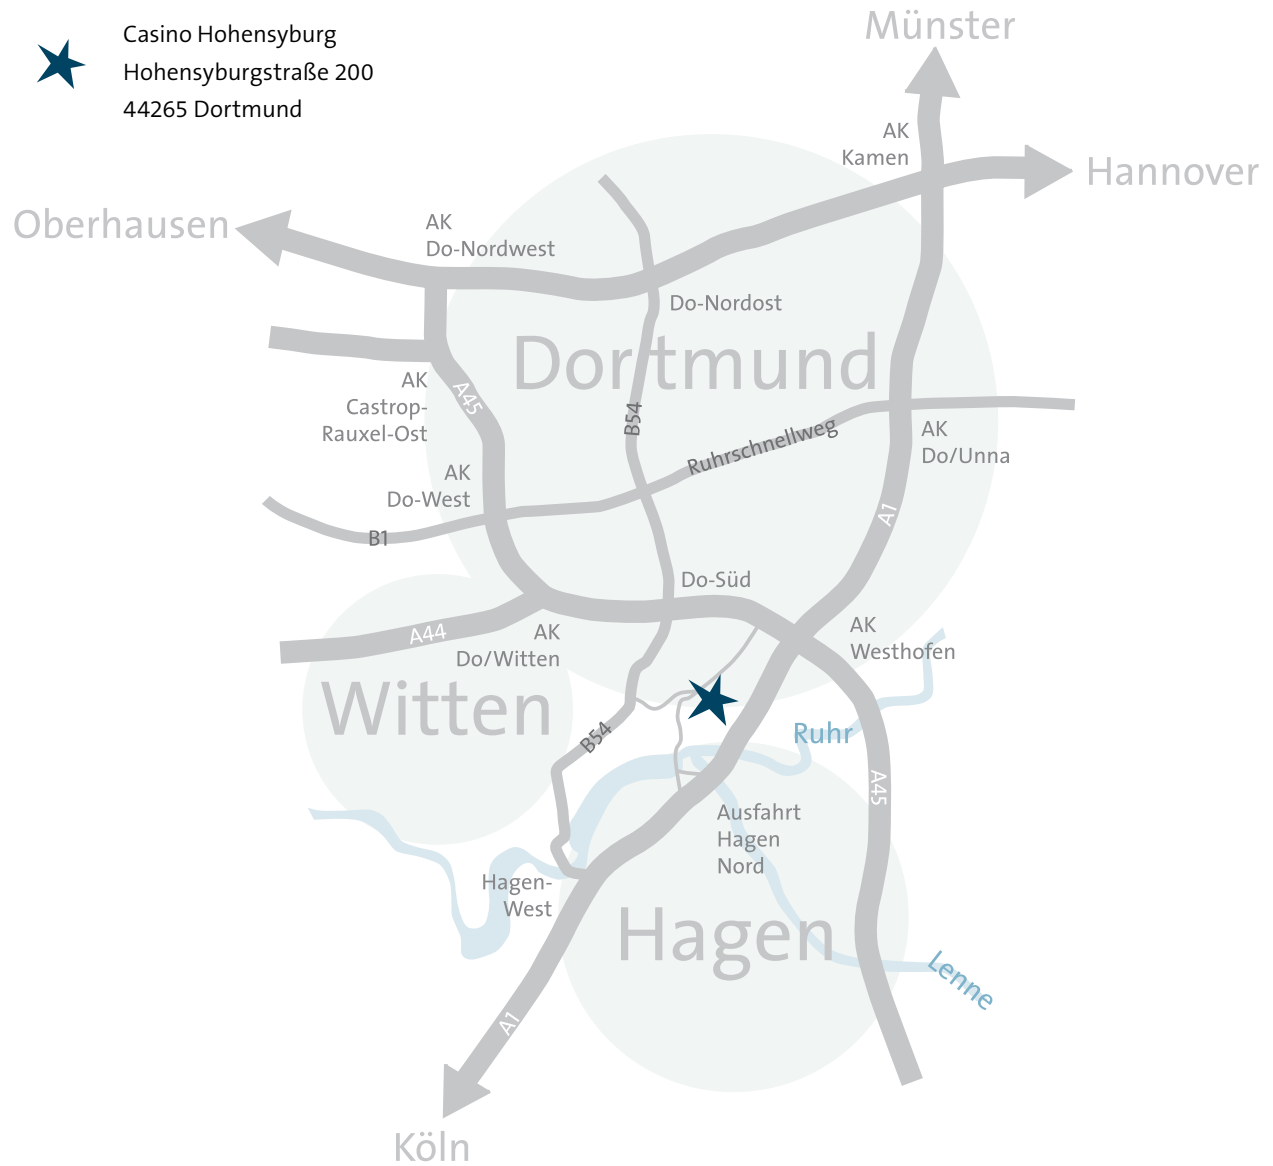 Casino Hohensyburg
Hohensyburgstraße 200
44265 Dortmund
Münster
AK
Kamen
Hannover
Oberhausen
AK
Do-Nordwest
Do-Nordost
Dortmund
AK
Castrop-
Rauxel-Ost
A45
B54
Ruhrschnellweg
AK
Do/Unna
AK
Do-West
B1
A1
Do-Süd
A44
AK
Do/Witten
AK
Westhofen
Witten
B54
Ruhr
A45
Ausfahrt
Hagen
Nord
Hagen-
West
Hagen
Lenne
A1
Köln